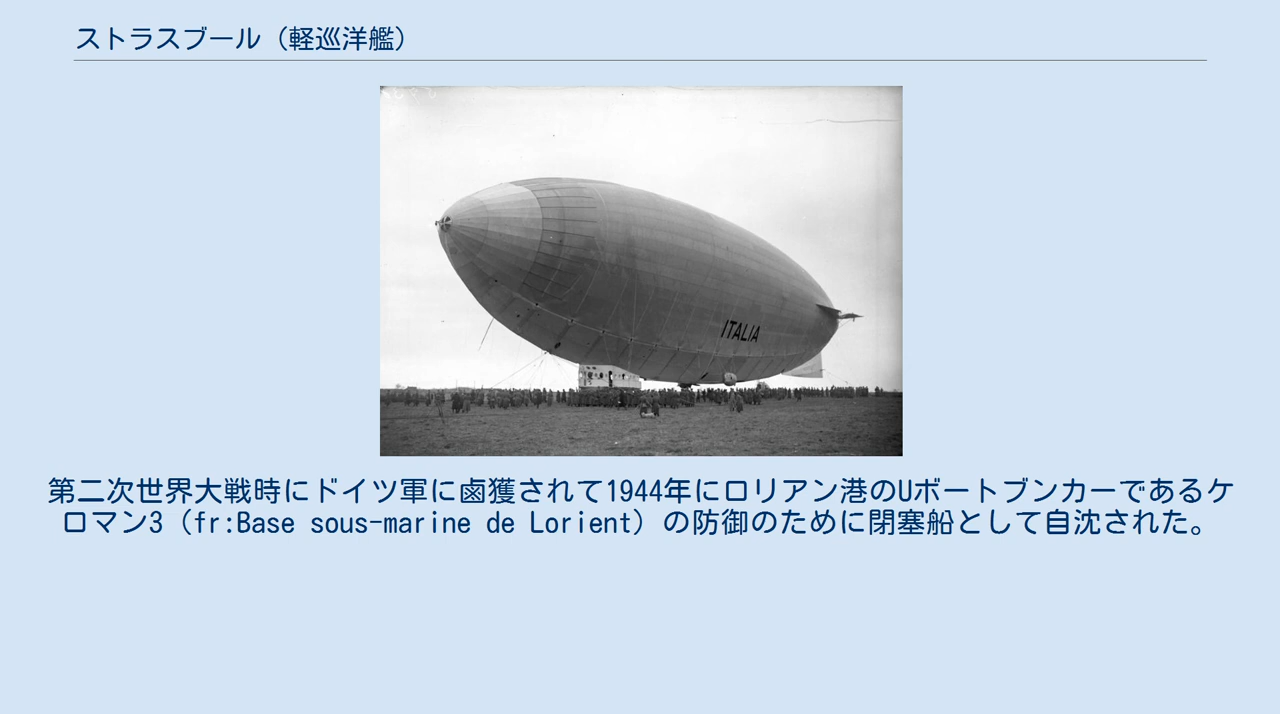 ストラスブール（軽巡洋艦）
ITALIA
第二次世界大戦時にドイツ軍に鹵獲されて1944年にロリアン港のUボートブンカーであるケ
ロマン3（fr:Base sous-marine de Lorient）の防御のために閉塞船として自沈された。